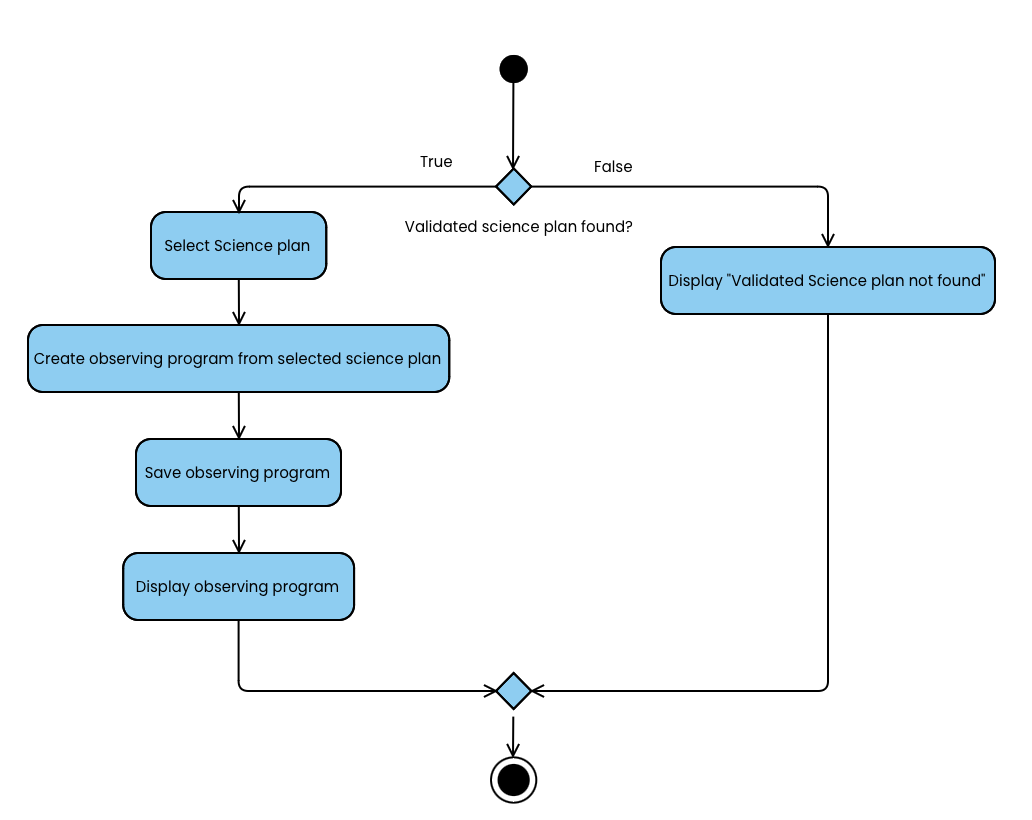 True
False
Validated science plan found?
Select Science plan
Display "Validated Science plan not found"
Create observing program from selected science plan
Save observing program
Display observing program